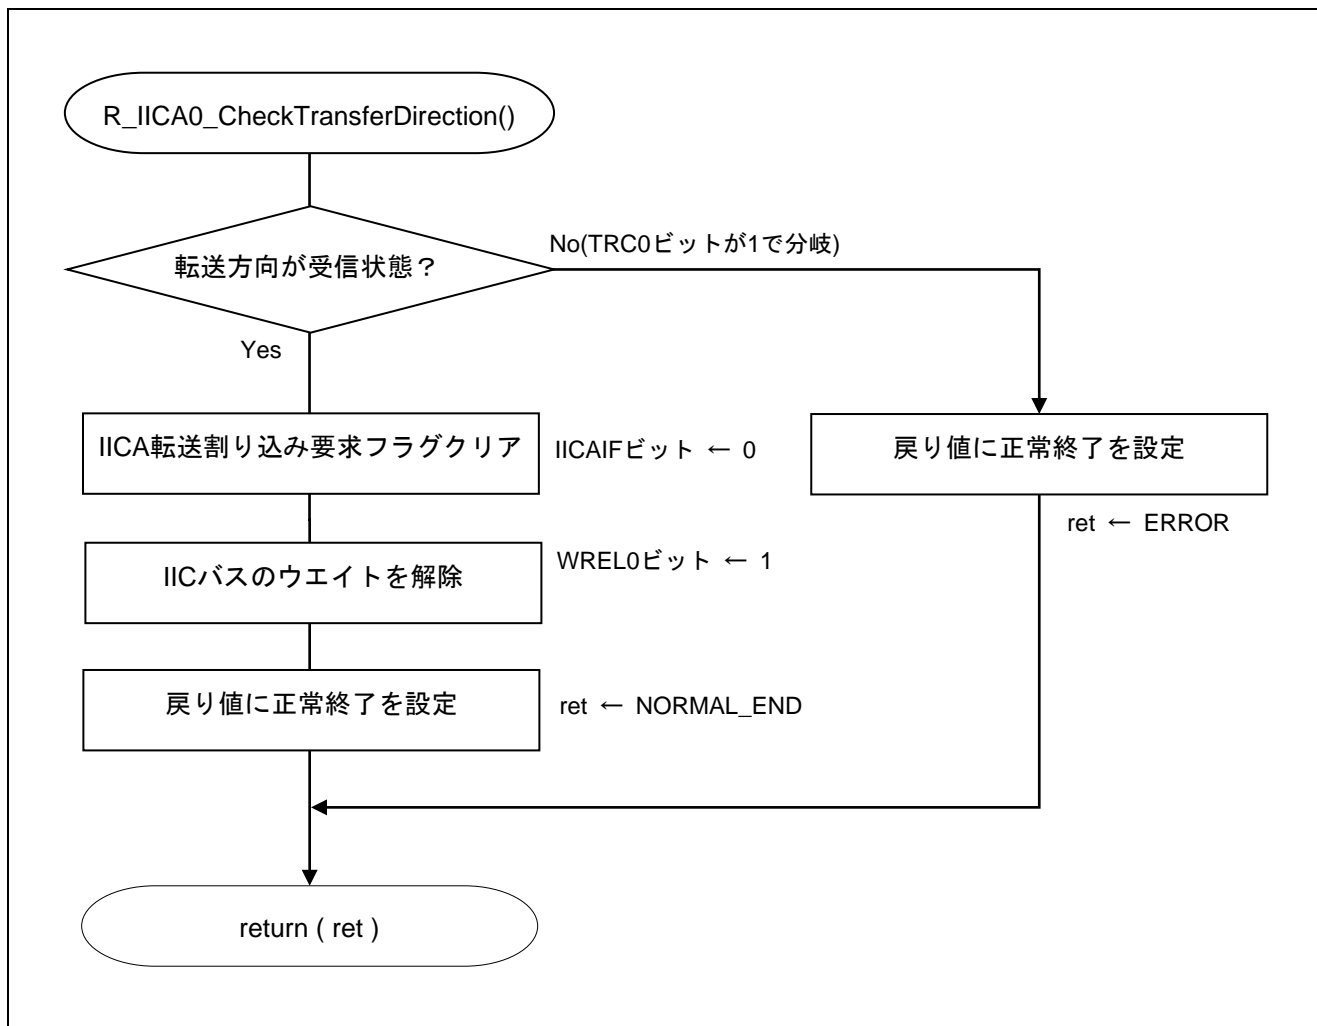 R_IICA0_CheckTransferDirection()
転送方向が受信状態？
No(TRC0ビットが1で分岐)
Yes
IICA転送割り込み要求フラグクリア
IICAIFビット ← 0
戻り値に正常終了を設定
ret ← ERROR
IICバスのウエイトを解除
WREL0ビット ← 1
戻り値に正常終了を設定
ret ← NORMAL_END
return ( ret )